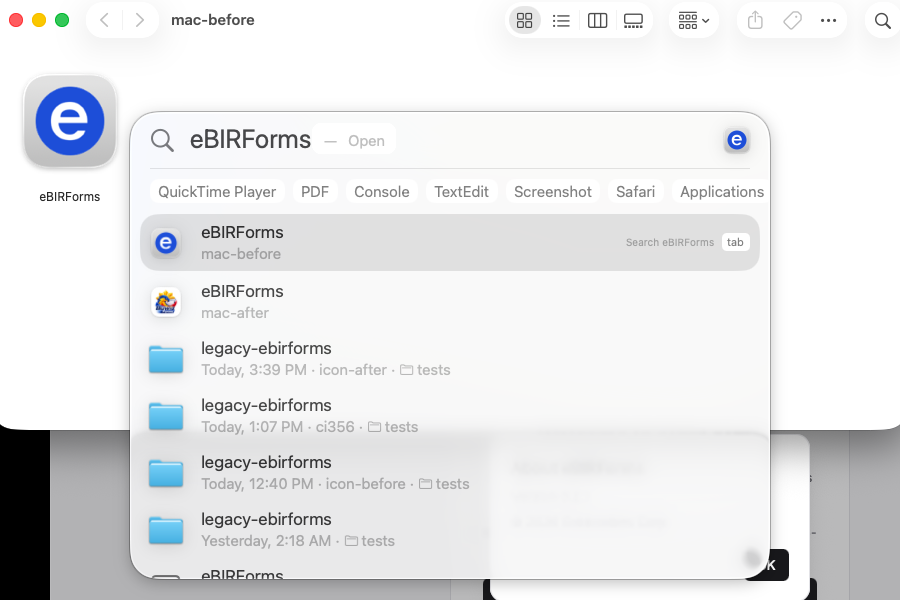 mac-before
eBIRForms
eBIRForms — Open
QuickTime Player PDF Console TextEdit Screenshot Safari Applications
eBIRForms
mac-before
Search eBIRForms tab
eBIRForms
mac-after
legacy-ebirforms
Today, 3:39 PM · icon-after · tests
legacy-ebirforms
Today, 1:07 PM · ci356 · tests
legacy-ebirforms
Today, 12:40 PM · icon-before · tests
legacy-ebirforms
Yesterday, 2:18 AM · tests
eBIRForms